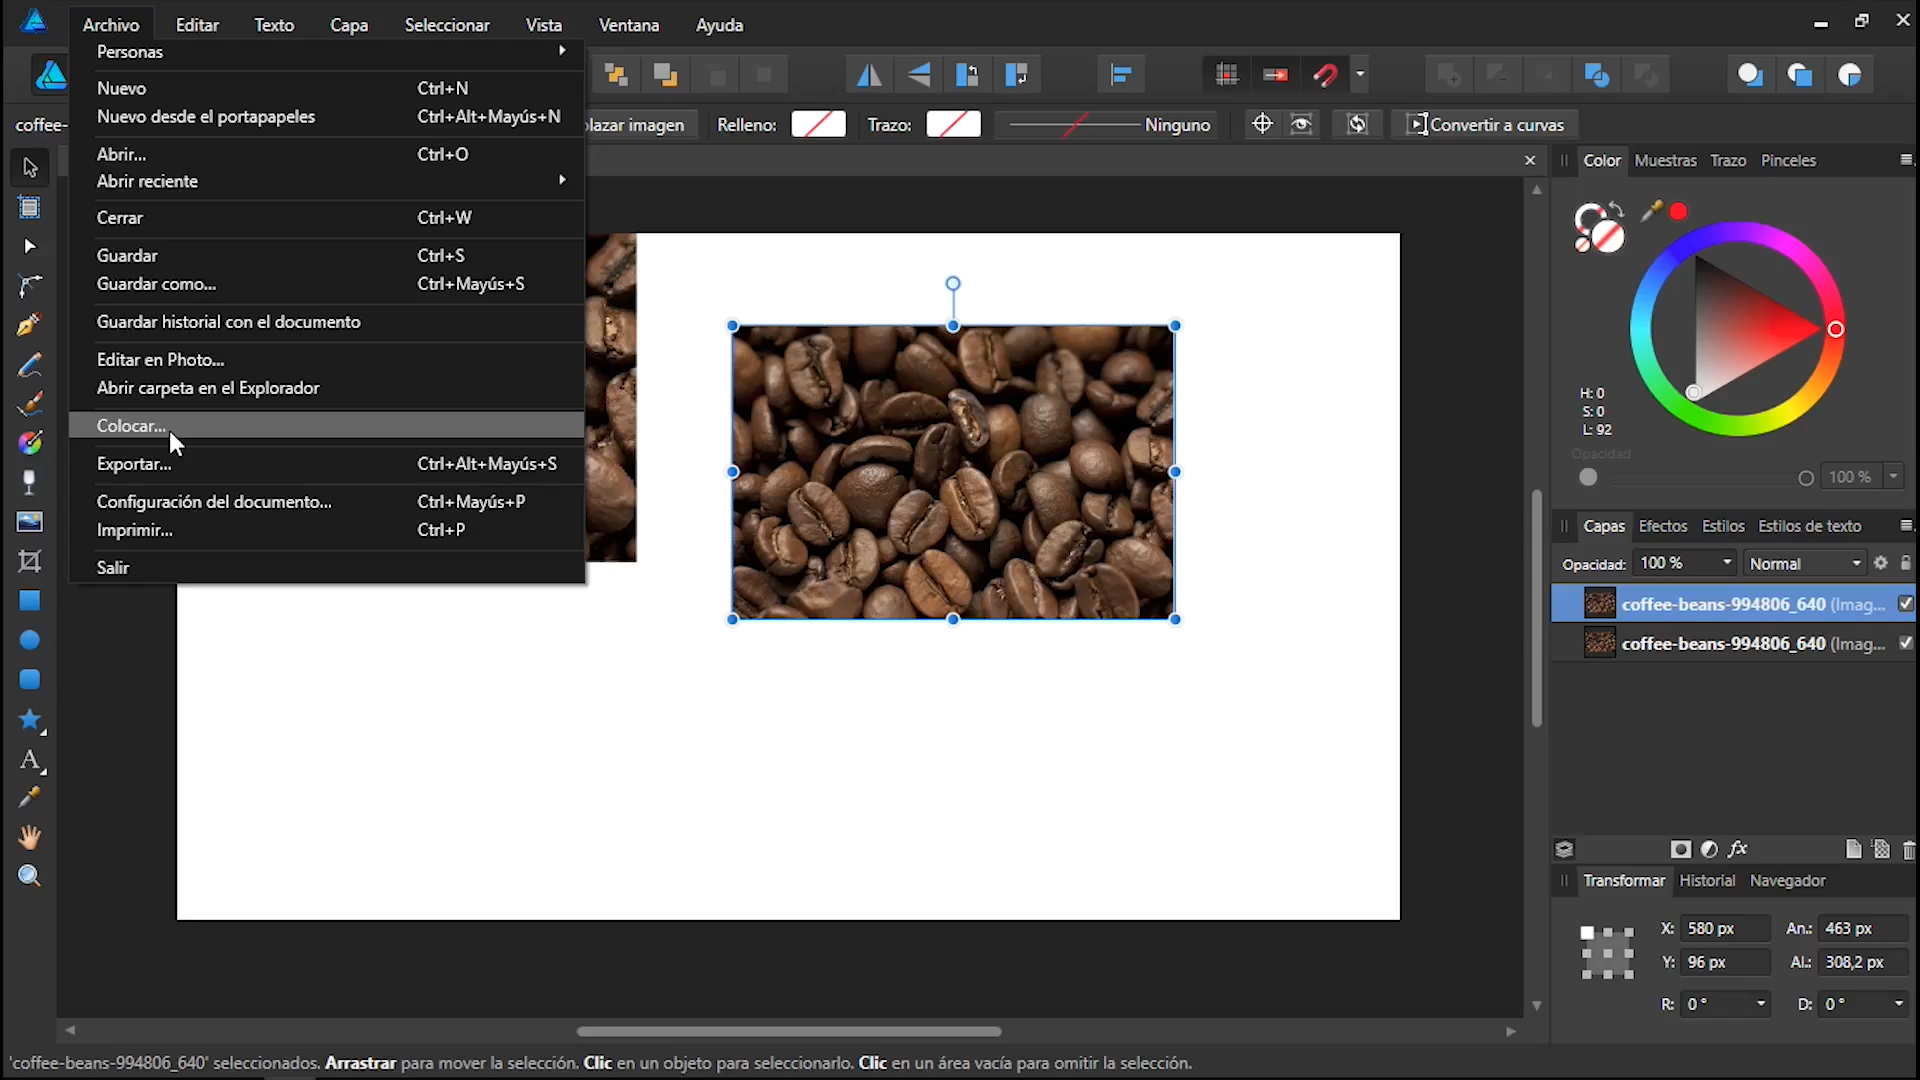 Archivo Editar Texto Capa Seleccionar Vista Ventana Ayuda
Personas
Nuevo Ctrl+N
Nuevo desde el portapapeles Ctrl+Alt+Mayús+N
Abrir... Ctrl+O
Abrir reciente
Cerrar Ctrl+W
Guardar Ctrl+S
Guardar como... Ctrl+Mayús+S
Guardar historial con el documento
Editar en Photo...
Abrir carpeta en el Explorador
Colocar...
Exportar... Ctrl+Alt+Mayús+S
Configuración del documento... Ctrl+Mayús+P
Imprimir... Ctrl+P
Salir
coffee- lazar imagen Relleno: Trazo: Ninguno Convertir a curvas
Color Muestras Trazo Pinceles
H: 0
S: 0
L: 92
Opacidad
100 %
Capas Efectos Estilos Estilos de texto
Opacidad: 100 % Normal
coffee-beans-994806_640 (Imag...
coffee-beans-994806_640 (Imag...
fx
Transformar Historial Navegador
X: 580 px An.: 463 px
Y: 96 px Al.: 308,2 px
R: 0 ° D: 0 °
'coffee-beans-994806_640' seleccionados. Arrastrar para mover la selección. Clic en un objeto para seleccionarlo. Clic en un área vacía para omitir la selección.